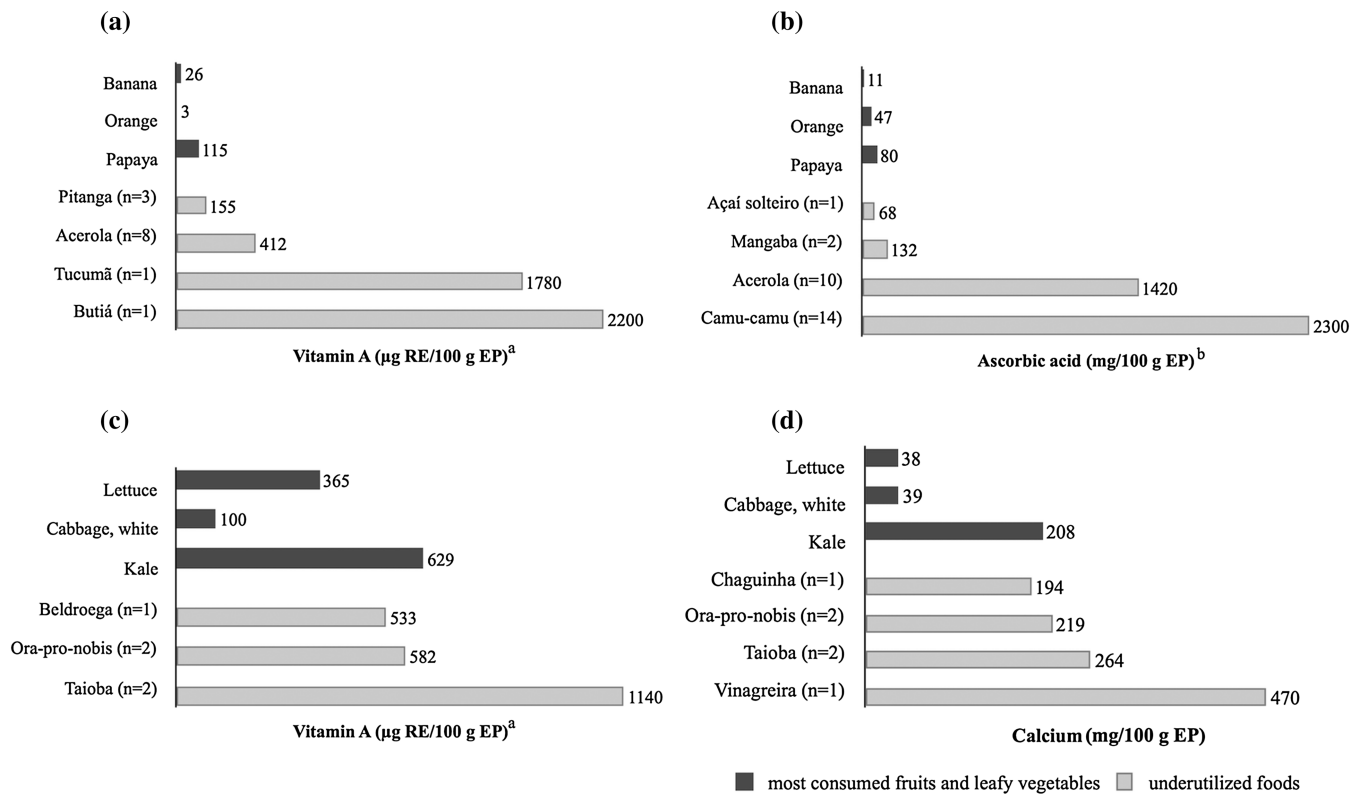 (a)
Banana 26
Orange 3
Papaya 115
Pitanga (n=3) 155
Acerola (n=8) 412
Tucumã (n=1) 1780
Butiá (n=1) 2200
Vitamin A (µg RE/100 g EP)a
(b)
Banana 11
Orange 47
Papaya 80
Açaí solteiro (n=1) 68
Mangaba (n=2) 132
Acerola (n=10) 1420
Camu-camu (n=14) 2300
Ascorbic acid (mg/100 g EP)b
(c)
Lettuce 365
Cabbage, white 100
Kale 629
Beldroega (n=1) 533
Ora-pro-nobis (n=2) 582
Taioba (n=2) 1140
Vitamin A (µg RE/100 g EP)a
(d)
Lettuce 38
Cabbage, white 39
Kale 208
Chaguinha (n=1) 194
Ora-pro-nobis (n=2) 219
Taioba (n=2) 264
Vinagreira (n=1) 470
Calcium (mg/100 g EP)
most consumed fruits and leafy vegetables underutilized foods